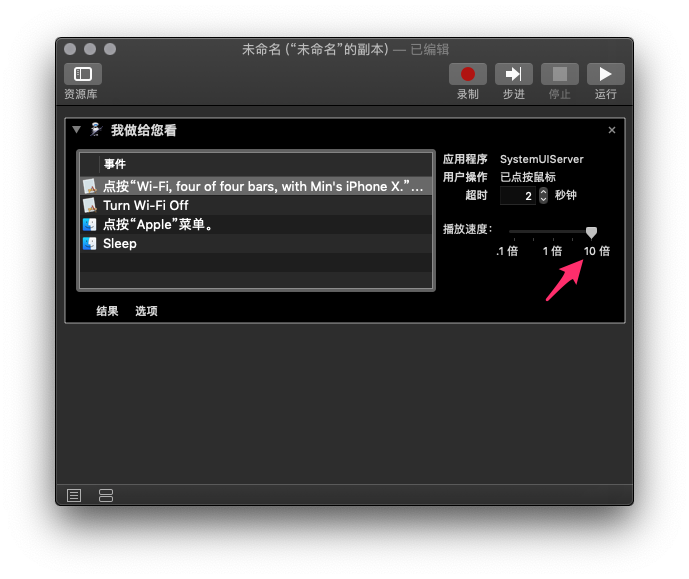 未命名 (“未命名”的副本) — 已编辑
资源库
录制
步进
停止
运行
我做给您看
事件
点按“Wi-Fi, four of four bars, with Min's iPhone X.”...
Turn Wi-Fi Off
点按“Apple”菜单。
Sleep
应用程序 SystemUIServer
用户操作 已点按鼠标
超时 2 秒钟
播放速度：
.1 倍 1 倍 10 倍
结果 选项